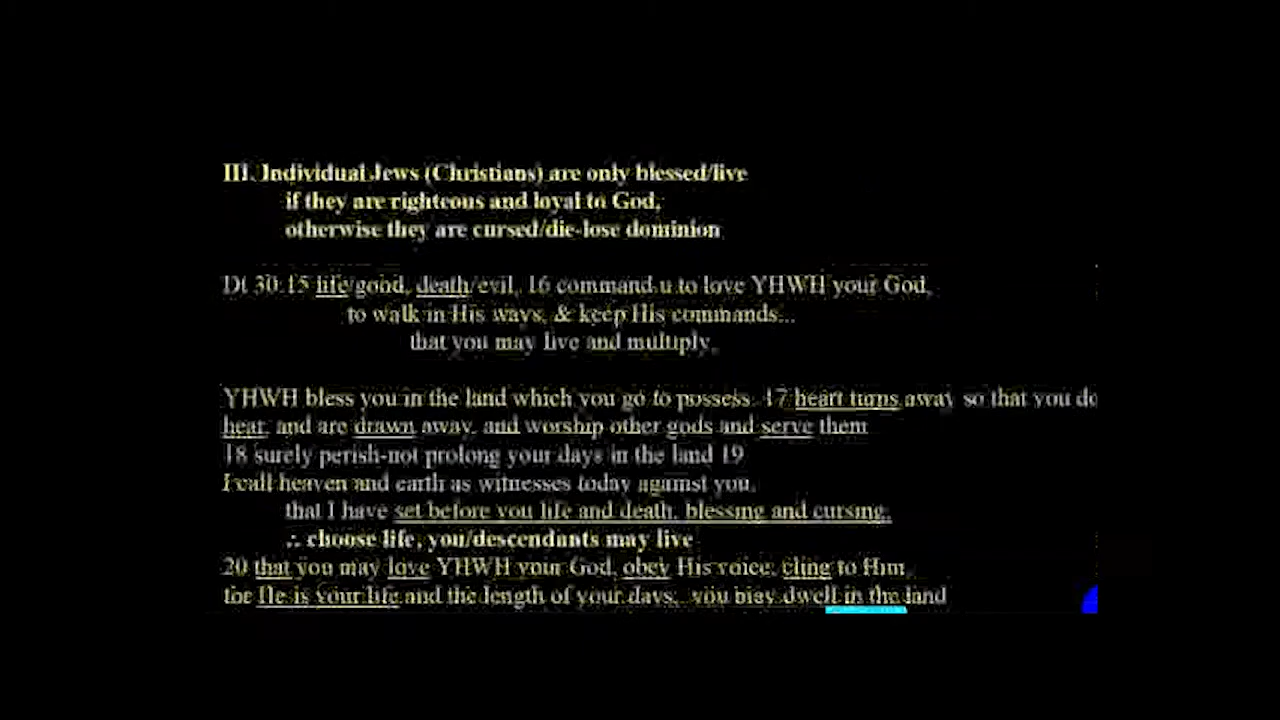 III. Individual Jews (Christians) are only blessed/live
if they are righteous and loyal to God,
otherwise they are cursed/die-lose dominion
Dt 30:15 life/good, death/evil, 16 command u to love YHWH your God,
to walk in His ways, & keep His commands...
that you may live and multiply,
YHWH bless you in the land which you go to possess. 17 heart turns away so that you do
hear, and are drawn away, and worship other gods and serve them
18 surely perish-not prolong your days in the land 19
I call heaven and earth as witnesses today against you,
that I have set before you life and death, blessing and cursing;
∴ choose life, you/descendants may live
20 that you may love YHWH your God, obey His voice, cling to Him,
for He is your life and the length of your days; you may dwell in the land